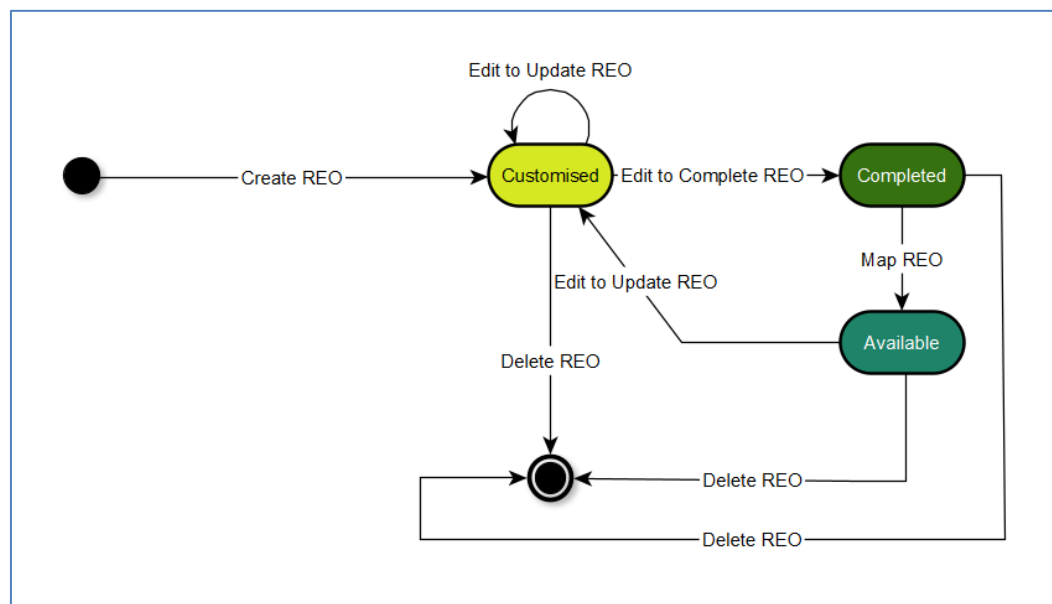 Edit to Update REO
Create REO
Customised
Edit to Complete REO
Completed
Map REO
Edit to Update REO
Available
Delete REO
Delete REO
Delete REO